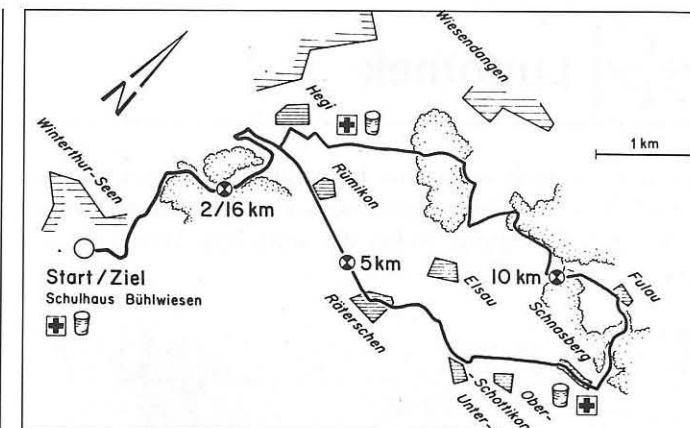 Wiesendangen
Hegi
1 km
Winterthur-Seen
Rümikon
2/16 km
Start/Ziel
Schulhaus Bühlwiesen
5 km
Elsau
10 km
Fulau
Räterschen
Schnasberg
Unter-
-Schottikon
Ober-